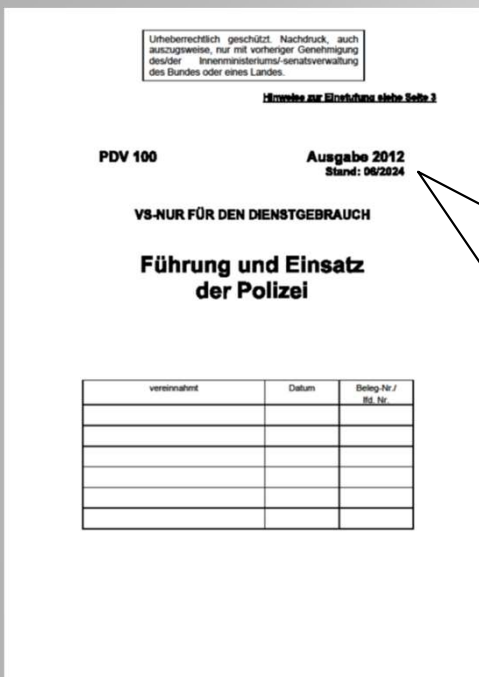 Urheberrechtlich geschützt. Nachdruck, auch
auszugsweise, nur mit vorheriger Genehmigung
des/der Innenministeriums/-senatsverwaltung
des Bundes oder eines Landes.
Hinweise zur Einstufung siehe Seite 3
PDV 100
Ausgabe 2012
Stand: 06/2024
VS-NUR FÜR DEN DIENSTGEBRAUCH
Führung und Einsatz
der Polizei
vereinnahmt
Datum
Beleg-Nr./
lfd. Nr.